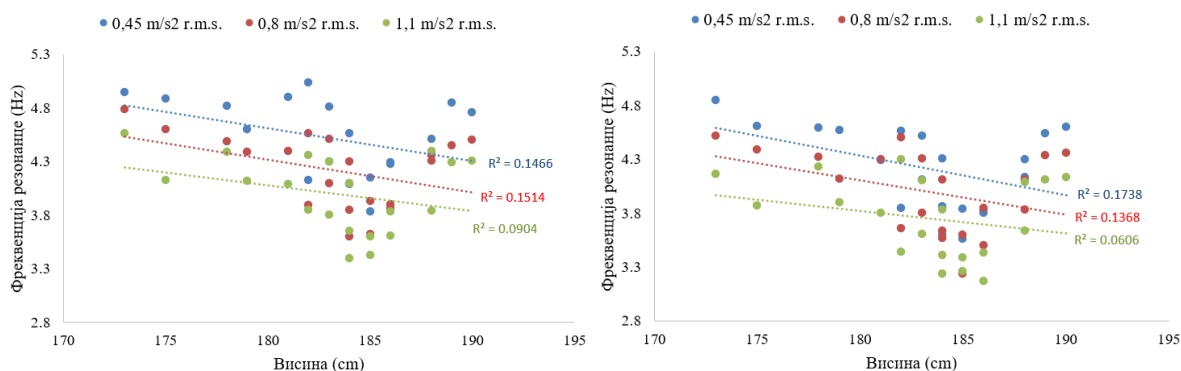 0,45 m/s2 r.m.s. 0,8 m/s2 r.m.s. 1,1 m/s2 r.m.s.
Фреквенција резонанце (Hz)
5.3
4.8
4.3
3.8
3.3
2.8
R² = 0.1466
R² = 0.1514
R² = 0.0904
170 175 180 185 190 195
Висина (cm)
0,45 m/s2 r.m.s. 0,8 m/s2 r.m.s. 1,1 m/s2 r.m.s.
Фреквенција резонанце (Hz)
5.3
4.8
4.3
3.8
3.3
2.8
R² = 0.1738
R² = 0.1368
R² = 0.0606
170 175 180 185 190 195
Висина (cm)